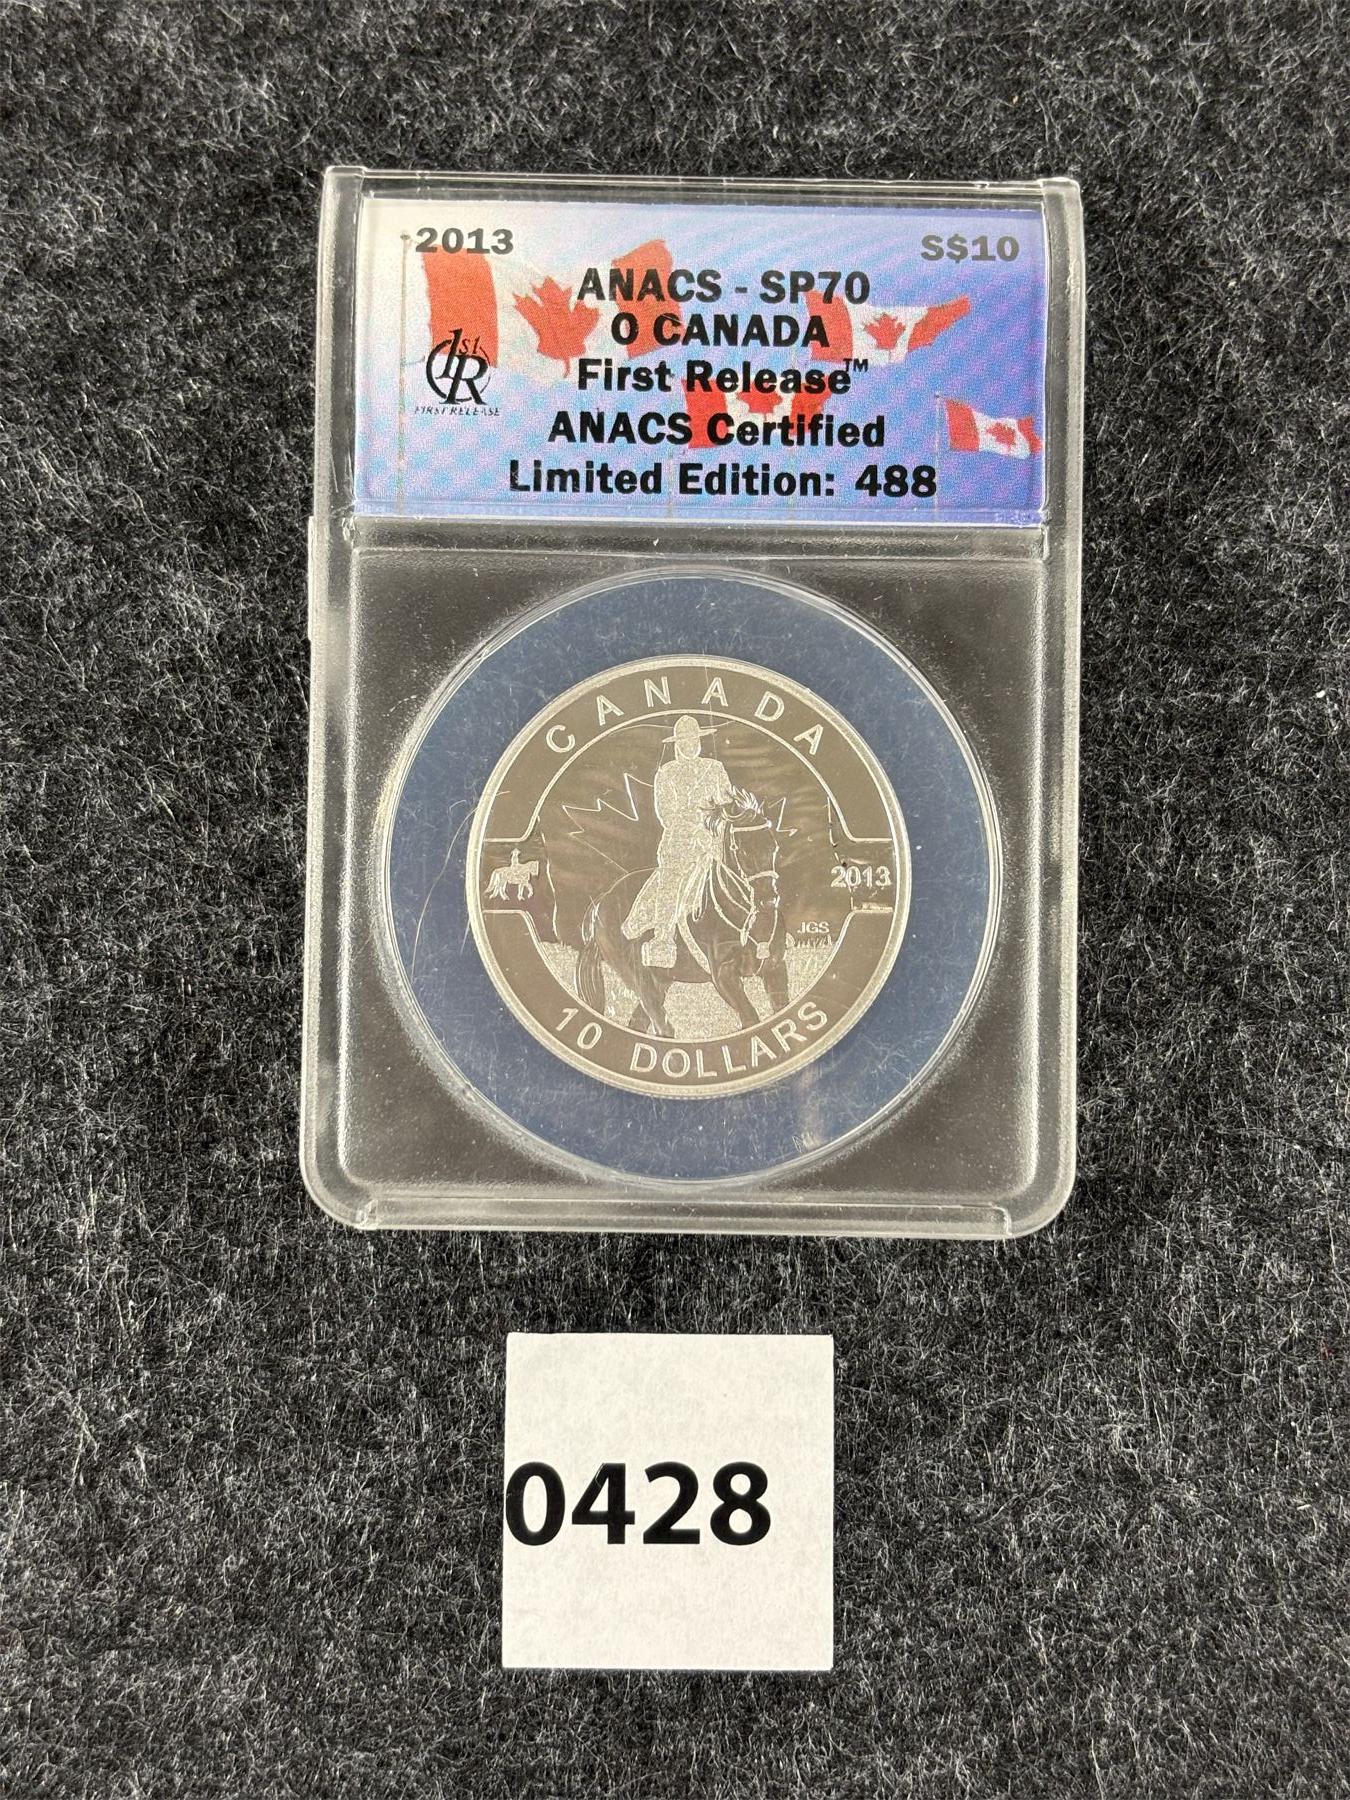 2013 S$10
ANACS - SP70
O CANADA
First Release™
ANACS Certified
Limited Edition: 488
1st R
FIRST RELEASE
CANADA
2013
JGS
10 DOLLARS
0428